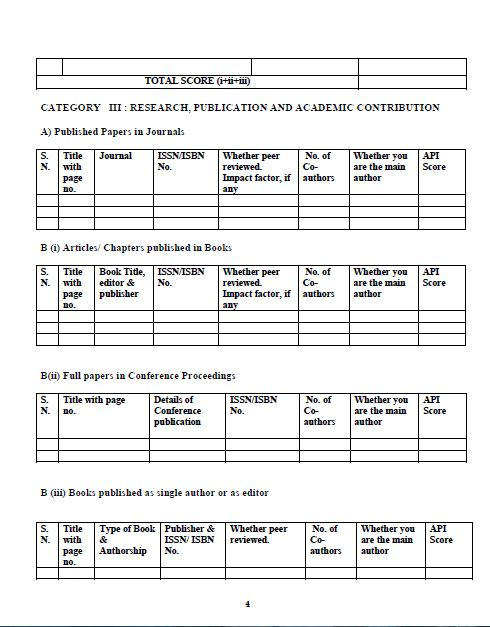 TOTAL SCORE (i+ii+iii)
CATEGORY III : RESEARCH, PUBLICATION AND ACADEMIC CONTRIBUTION
A) Published Papers in Journals
S. N. Title with page no. Journal ISSN/ISBN No. Whether peer reviewed. Impact factor, if any No. of Co-authors Whether you are the main author API Score
B (i) Articles/ Chapters published in Books
S. N. Title with page no. Book Title, editor & publisher ISSN/ISBN No. Whether peer reviewed. Impact factor, if any No. of Co-authors Whether you are the main author API Score
B(ii) Full papers in Conference Proceedings
S. N. Title with page no. Details of Conference publication ISSN/ISBN No. No. of Co-authors Whether you are the main author API Score
B (iii) Books published as single author or as editor
S. N. Title with page no. Type of Book & Authorship Publisher & ISSN/ ISBN No. Whether peer reviewed. No. of Co-authors Whether you are the main author API Score
4